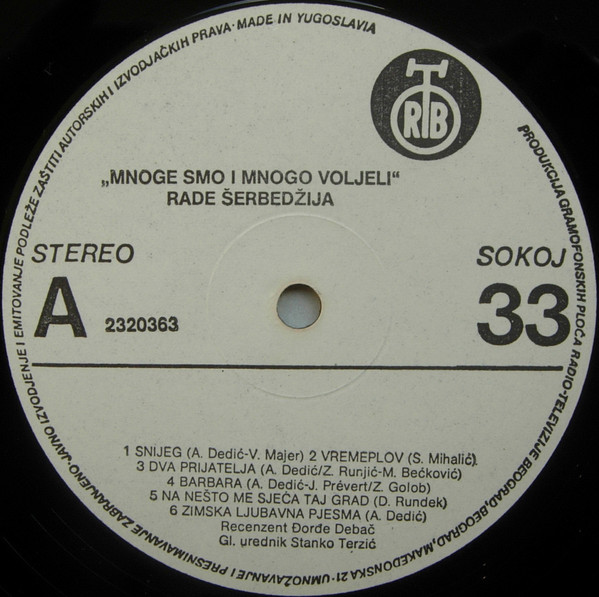 PRODUKCIJA GRAMOFONSKIH PLOČA RADIO-TELEVIZIJE BEOGRAD, BEOGRAD, MAKEDONSKA 21 · UMNOŽAVANJE I PRESNIMAVANJE ZABRANJENO · JAVNO IZVODJENJE I EMITOVANJE PODLEŽE ZAŠTITI AUTORSKIH I IZVODJAČKIH PRAVA · MADE IN YUGOSLAVIA
RTB
„MNOGE SMO I MNOGO VOLJELI“
RADE ŠERBEDŽIJA
STEREO
SOKOJ
A 2320363
33
1 SNIJEG (A. Dedić-V. Majer) 2 VREMEPLOV (S. Mihalić)
3 DVA PRIJATELJA (A. Dedić/Z. Runjić-M. Bećković)
4 BARBARA (A. Dedić-J. Prévert/Z. Golob)
5 NA NEŠTO ME SJEĆA TAJ GRAD (D. Rundek)
6 ZIMSKA LJUBAVNA PJESMA (A. Dedić)
Recenzent Đorđe Debač
Gl. urednik Stanko Terzić